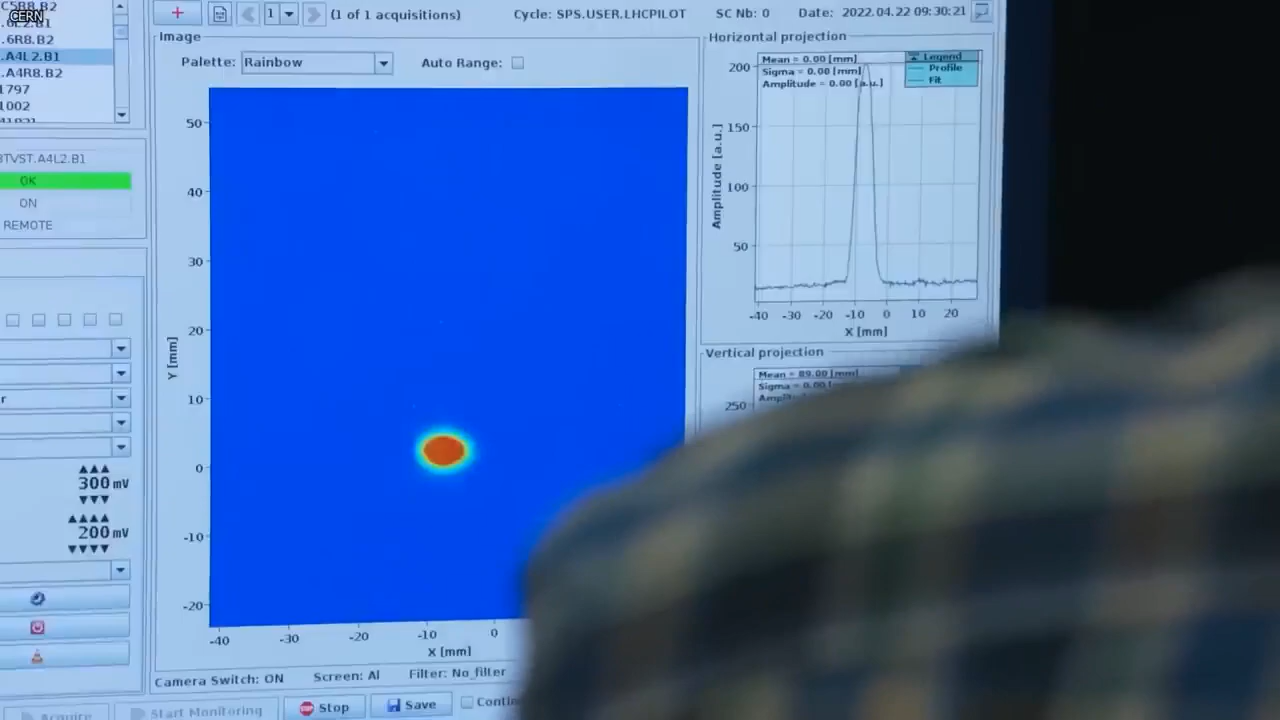 CERN
.6R8.B2
.A4L2.B1
.A4R8.B2
1797
1002
BTVST.A4L2.B1
OK
ON
REMOTE
r
300 mV
200 mV
1
(1 of 1 acquisitions)
Cycle: SPS.USER.LHCPILOT
SC Nb: 0
Date: 2022.04.22 09:30:21
Image
Palette: Rainbow
Auto Range:
50
40
30
20
10
0
-10
-20
Y [mm]
-40
-30
-20
-10
0
X [mm]
Camera Switch: ON
Screen: Al
Filter: No_filter
Acquire
Start Monitoring
Stop
Save
Contin
Horizontal projection
Mean = 0.00 [mm]
Sigma = 0.00 [mm]
Amplitude = 0.00 [a.u.]
Legend
Profile
Fit
200
150
100
50
Amplitude [a.u.]
-40
-30
-20
-10
0
10
20
X [mm]
Vertical projection
Mean = 89.00 [mm]
Sigma = 0.00
250